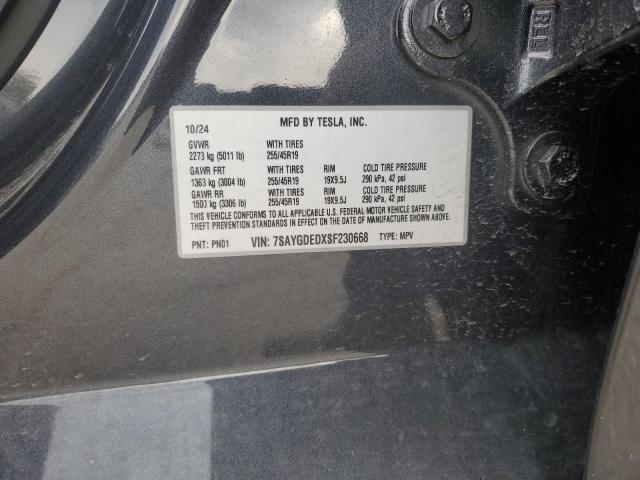 RLL
10/24 MFD BY TESLA, INC.
GVWR WITH TIRES
2273 kg (5011 lb) 255/45R19
GAWR FRT WITH TIRES RIM COLD TIRE PRESSURE
1363 kg (3004 lb) 255/45R19 19X9.5J 290 kPa, 42 psi
GAWR RR WITH TIRES RIM COLD TIRE PRESSURE
1500 kg (3306 lb) 255/45R19 19X9.5J 290 kPa, 42 psi
THIS VEHICLE CONFORMS TO ALL APPLICABLE U.S. FEDERAL MOTOR VEHICLE SAFETY AND
THEFT PREVENTION STANDARDS IN EFFECT ON THE DATE OF MANUFACTURE SHOWN ABOVE.
PNT: PN01 VIN: 7SAYGDEDXSF230668 TYPE: MPV